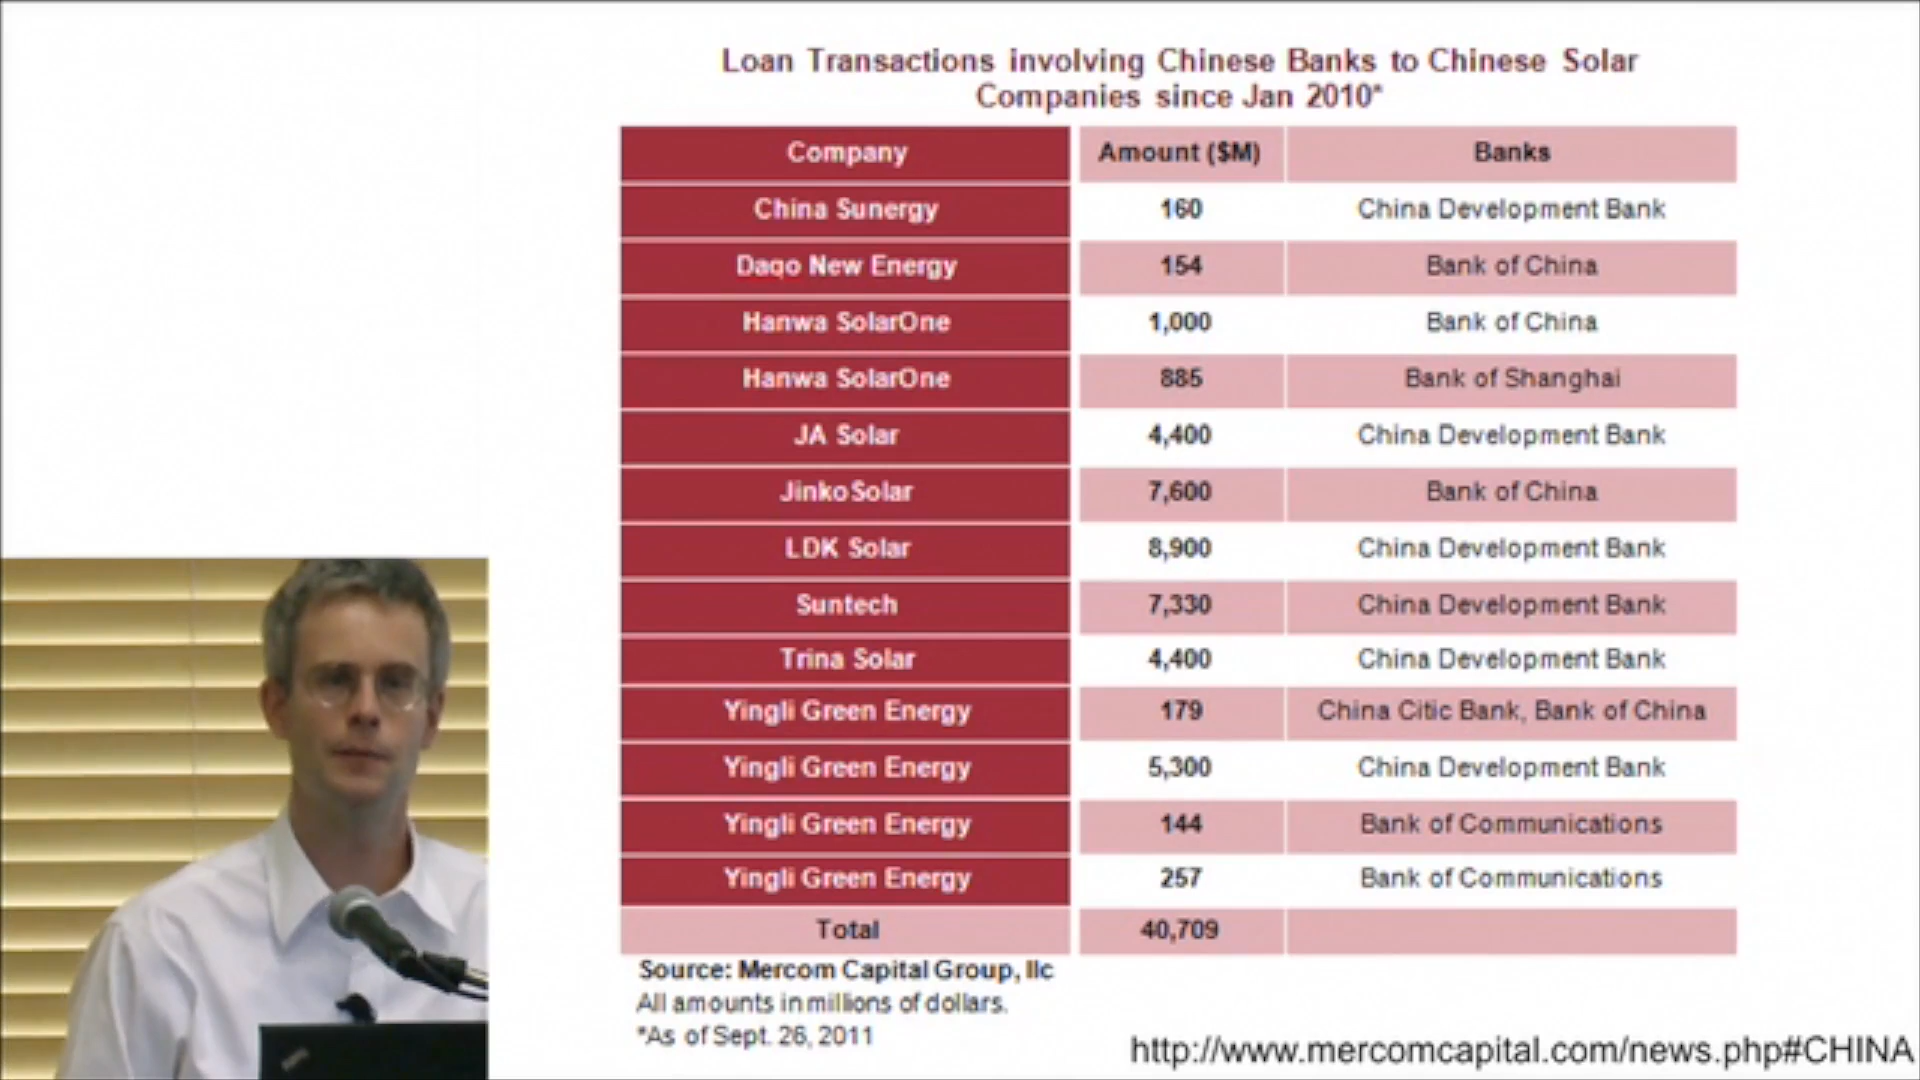 Loan Transactions involving Chinese Banks to Chinese Solar
Companies since Jan 2010*
Company Amount ($M) Banks
China Sunergy 160 China Development Bank
Daqo New Energy 154 Bank of China
Hanwa SolarOne 1,000 Bank of China
Hanwa SolarOne 885 Bank of Shanghai
JA Solar 4,400 China Development Bank
JinkoSolar 7,600 Bank of China
LDK Solar 8,900 China Development Bank
Suntech 7,330 China Development Bank
Trina Solar 4,400 China Development Bank
Yingli Green Energy 179 China Citic Bank, Bank of China
Yingli Green Energy 5,300 China Development Bank
Yingli Green Energy 144 Bank of Communications
Yingli Green Energy 257 Bank of Communications
Total 40,709
Source: Mercom Capital Group, llc
All amounts in millions of dollars.
*As of Sept. 26, 2011
http://www.mercomcapital.com/news.php#CHINA